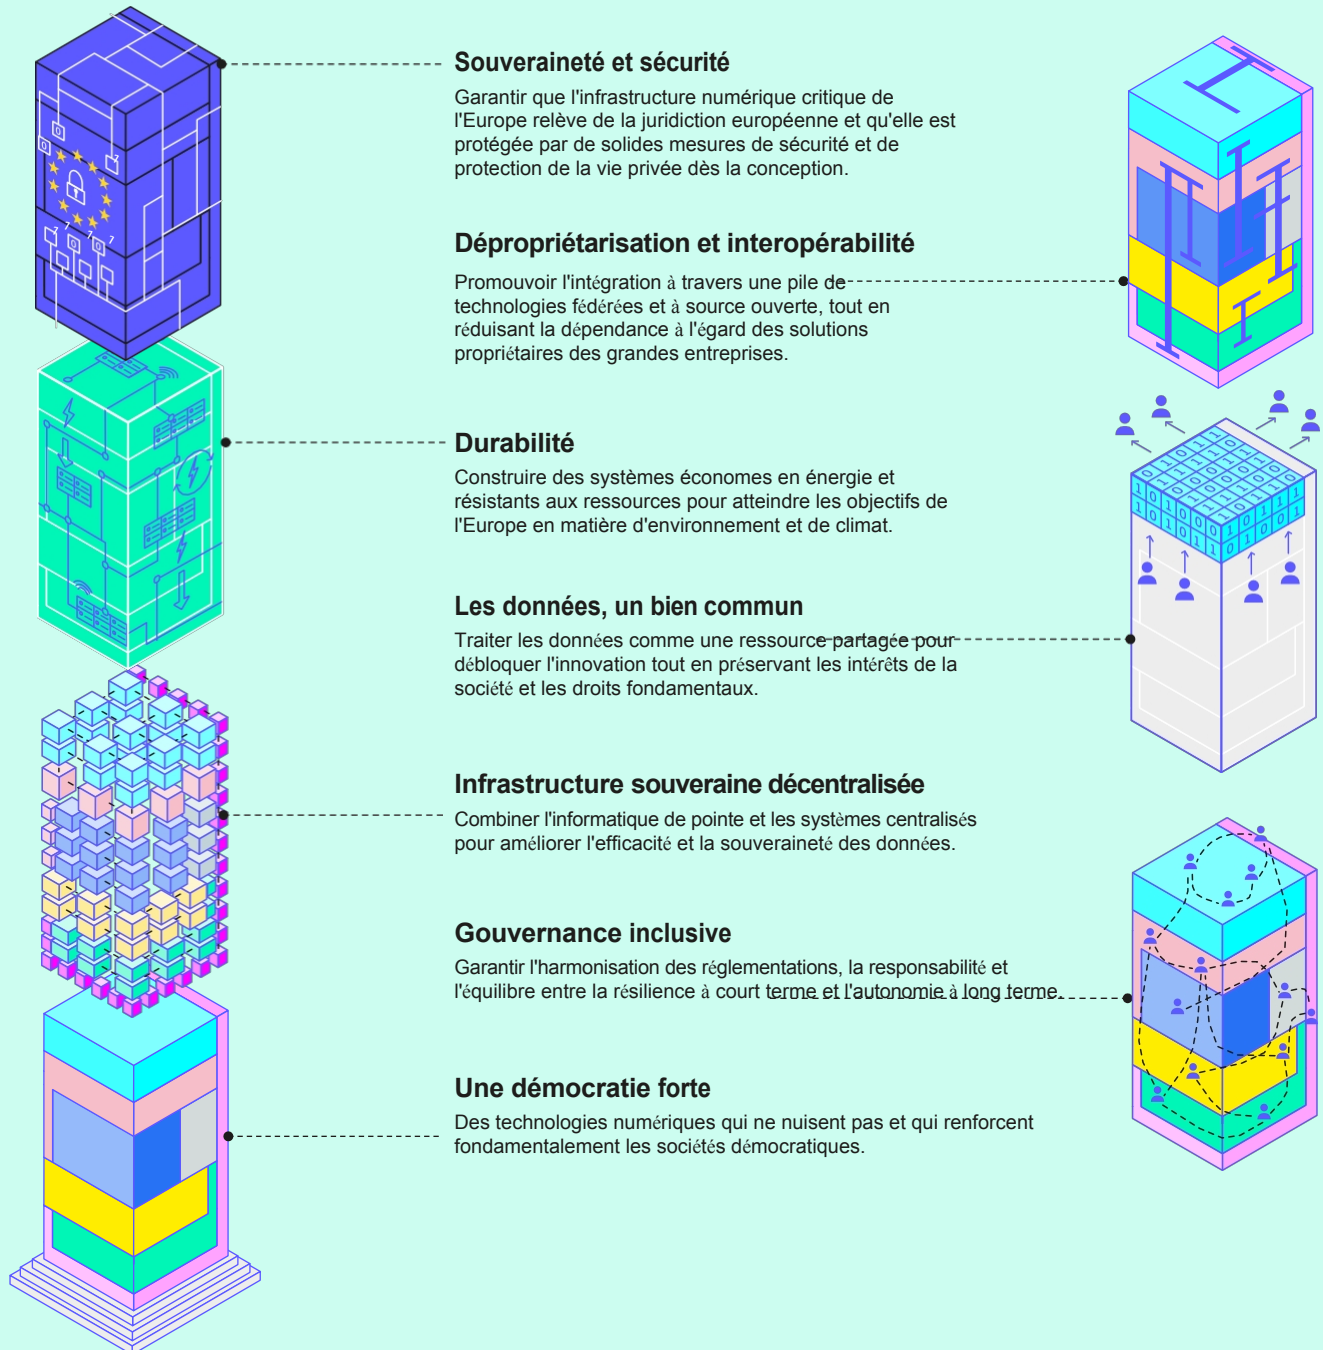 Souveraineté et sécurité
Garantir que l'infrastructure numérique critique de
l'Europe relève de la juridiction européenne et qu'elle est
protégée par de solides mesures de sécurité et de
protection de la vie privée dès la conception.
Dépropriétarisation et interopérabilité
Promouvoir l'intégration à travers une pile de
technologies fédérées et à source ouverte, tout en
réduisant la dépendance à l'égard des solutions
propriétaires des grandes entreprises.
Durabilité
Construire des systèmes économes en énergie et
résistants aux ressources pour atteindre les objectifs de
l'Europe en matière d'environnement et de climat.
Les données, un bien commun
Traiter les données comme une ressource partagée pour
débloquer l'innovation tout en préservant les intérêts de la
société et les droits fondamentaux.
Infrastructure souveraine décentralisée
Combiner l'informatique de pointe et les systèmes centralisés
pour améliorer l'efficacité et la souveraineté des données.
Gouvernance inclusive
Garantir l'harmonisation des réglementations, la responsabilité et
l'équilibre entre la résilience à court terme et l'autonomie à long terme.
Une démocratie forte
Des technologies numériques qui ne nuisent pas et qui renforcent
fondamentalement les sociétés démocratiques.